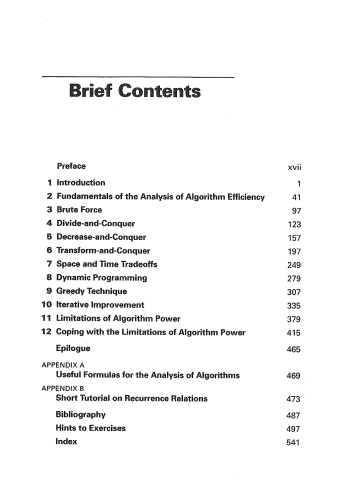 Brief Contents
Preface xvii
1 Introduction 1
2 Fundamentals of the Analysis of Algorithm Efficiency 41
3 Brute Force 97
4 Divide-and-Conquer 123
5 Decrease-and-Conquer 157
6 Transform-and-Conquer 197
7 Space and Time Tradeoffs 249
8 Dynamic Programming 279
9 Greedy Technique 307
10 Iterative Improvement 335
11 Limitations of Algorithm Power 379
12 Coping with the Limitations of Algorithm Power 415
Epilogue 465
APPENDIX A
Useful Formulas for the Analysis of Algorithms 469
APPENDIX B
Short Tutorial on Recurrence Relations 473
Bibliography 487
Hints to Exercises 497
Index 541